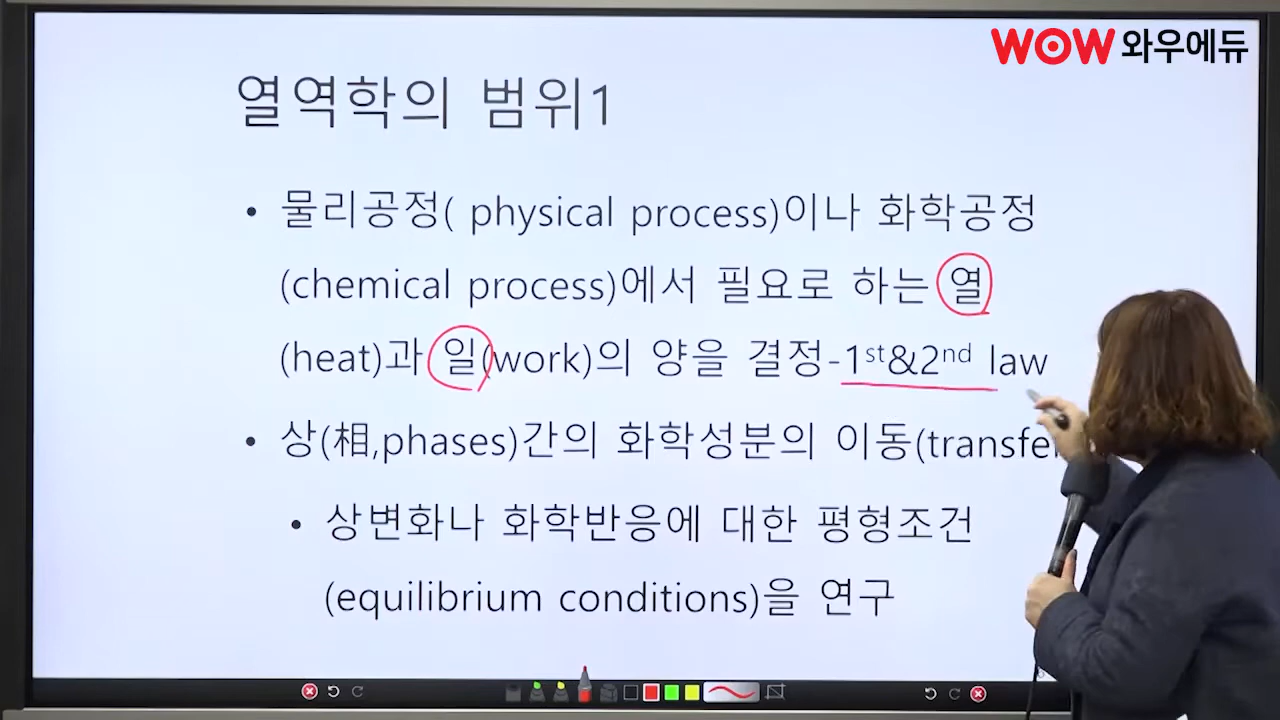 WOW 와우에듀
열역학의 범위1
• 물리공정( physical process)이나 화학공정
(chemical process)에서 필요로 하는 열
(heat)과 일(work)의 양을 결정-1st&2nd law
• 상(相,phases)간의 화학성분의 이동(transfer
• 상변화나 화학반응에 대한 평형조건
(equilibrium conditions)을 연구